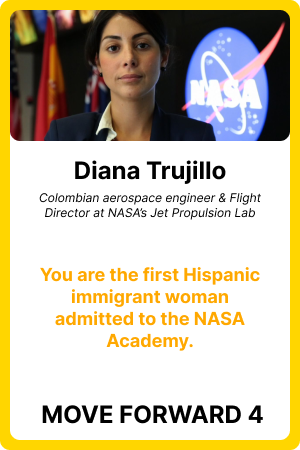 NASA
Diana Trujillo
Colombian aerospace engineer & Flight
Director at NASA's Jet Propulsion Lab
You are the first Hispanic
immigrant woman
admitted to the NASA
Academy.
MOVE FORWARD 4